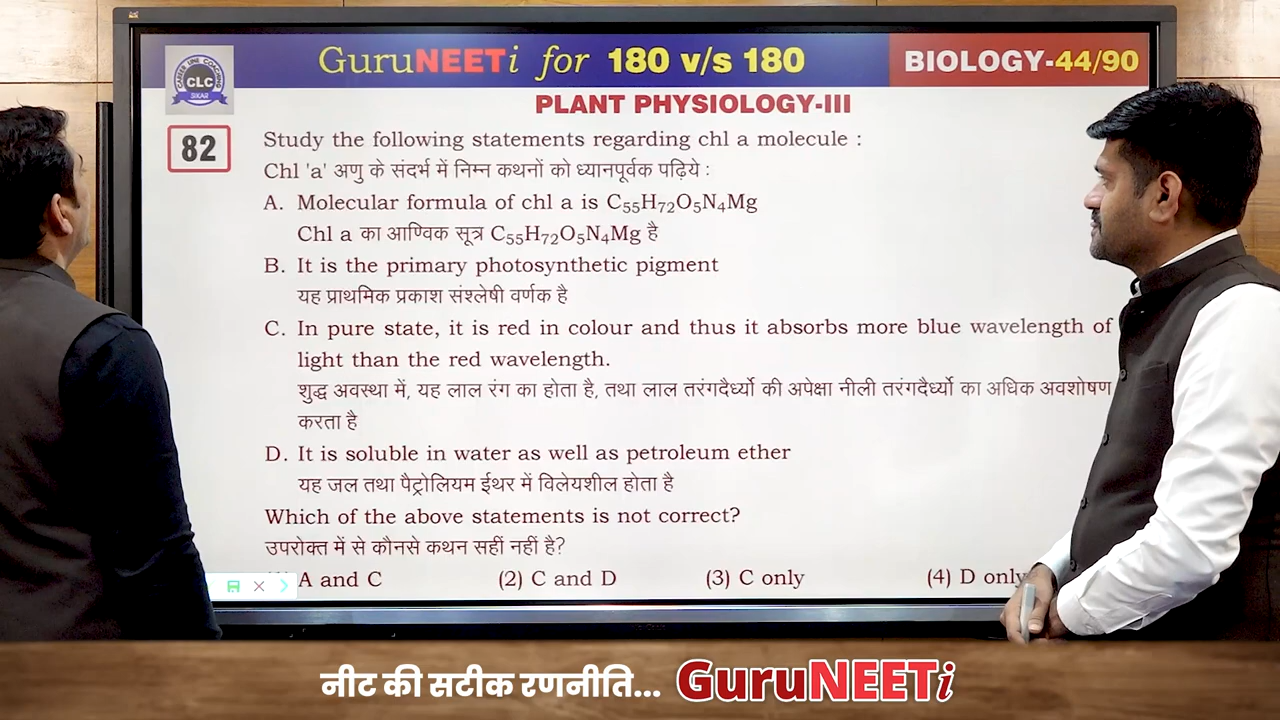 GuruNEETi for 180 v/s 180
BIOLOGY-44/90
CAREER LINE COACHING
CLC
SIKAR
PLANT PHYSIOLOGY-III
82
Study the following statements regarding chl a molecule :
Chl 'a' अणु के संदर्भ में निम्न कथनों को ध्यानपूर्वक पढ़िये :
A. Molecular formula of chl a is C₅₅H₇₂O₅N₄Mg
Chl a का आण्विक सूत्र C₅₅H₇₂O₅N₄Mg है
B. It is the primary photosynthetic pigment
यह प्राथमिक प्रकाश संश्लेषी वर्णक है
C. In pure state, it is red in colour and thus it absorbs more blue wavelength of
light than the red wavelength.
शुद्ध अवस्था में, यह लाल रंग का होता है, तथा लाल तरंगदैर्ध्यो की अपेक्षा नीली तरंगदैर्ध्यो का अधिक अवशोषण
करता है
D. It is soluble in water as well as petroleum ether
यह जल तथा पैट्रोलियम ईथर में विलेयशील होता है
Which of the above statements is not correct?
उपरोक्त में से कौनसे कथन सहीं नहीं है?
A and C (2) C and D (3) C only (4) D only
नीट की सटीक रणनीति... GuruNEETi